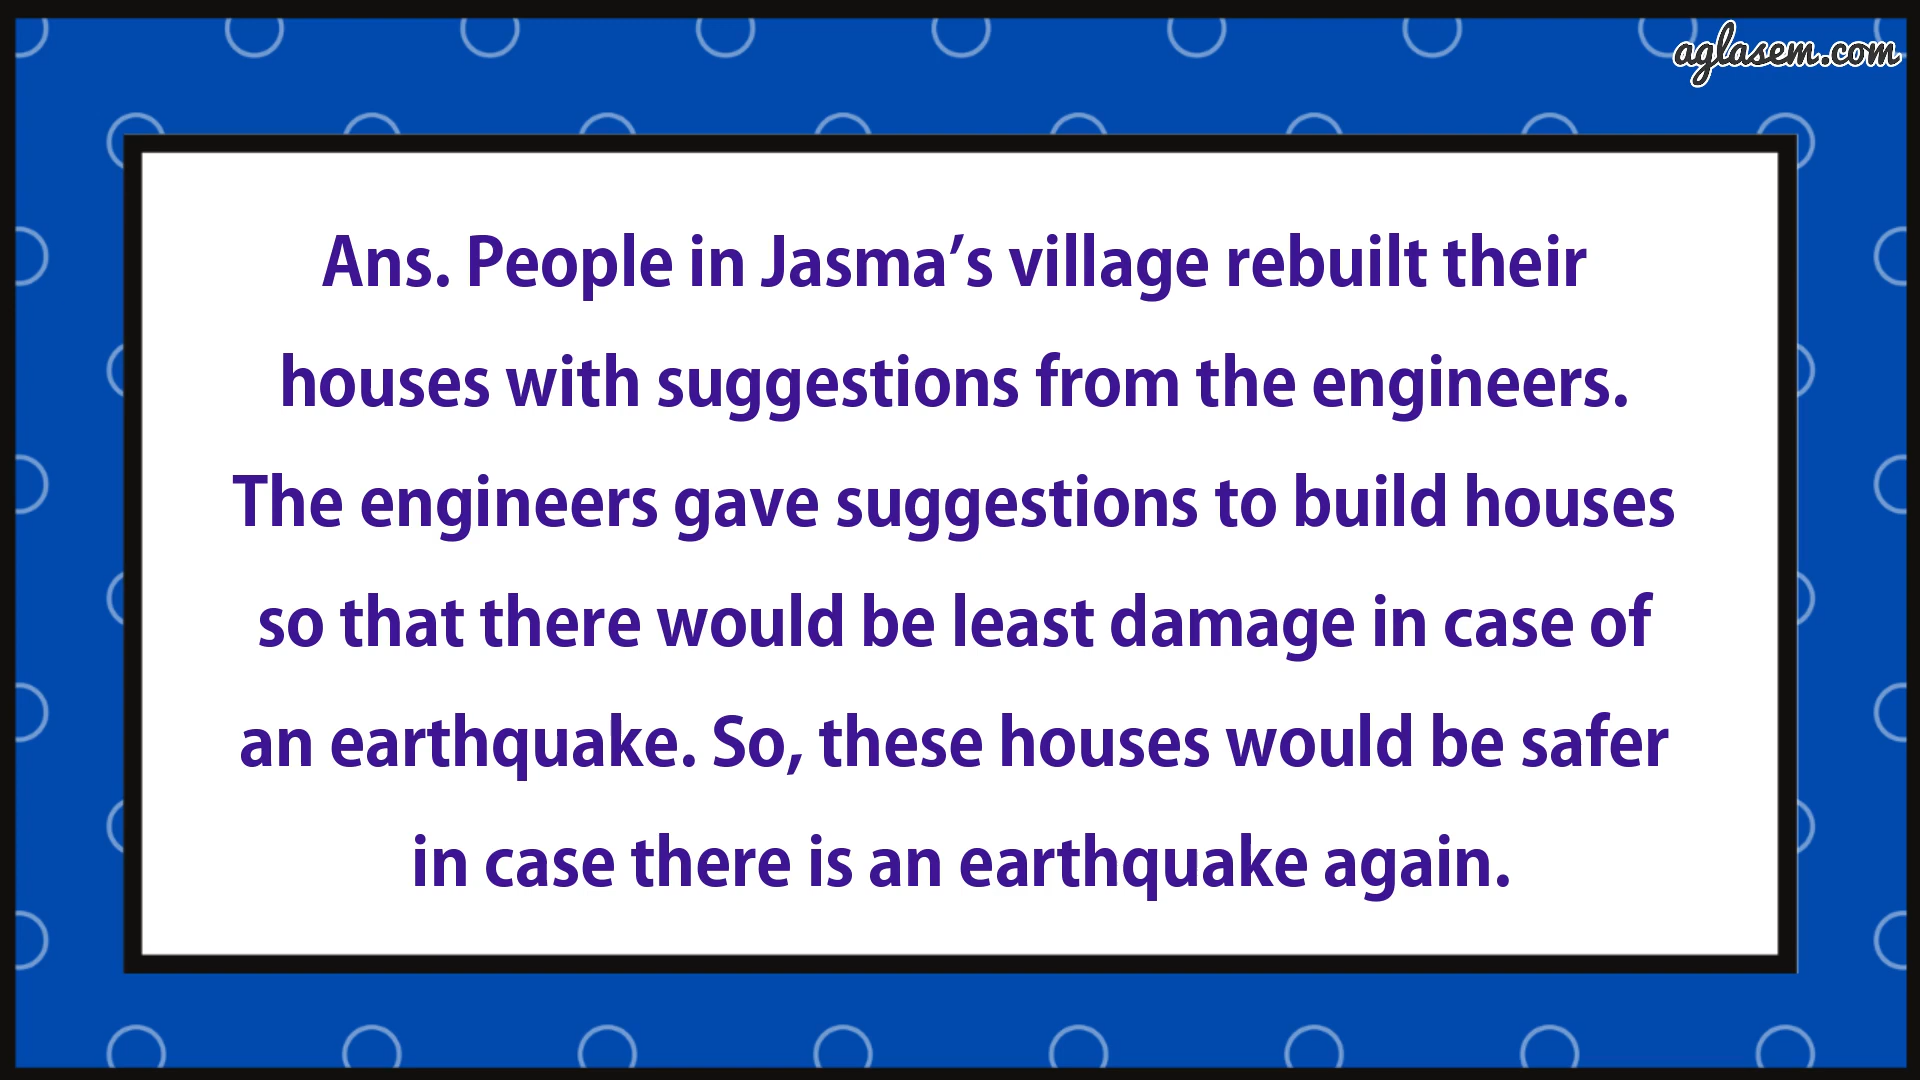 aglasem.com
Ans. People in Jasma’s village rebuilt their
houses with suggestions from the engineers.
The engineers gave suggestions to build houses
so that there would be least damage in case of
an earthquake. So, these houses would be safer
in case there is an earthquake again.